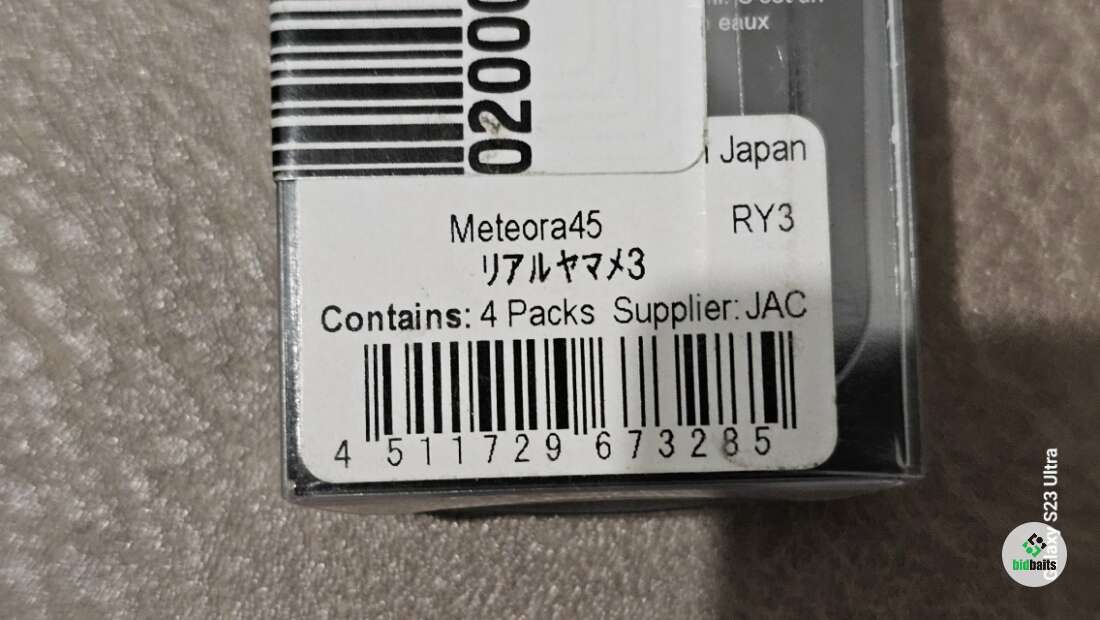 eaux
02000
Japan
Meteora45 RY3
リアルヤマメ3
Contains: 4 Packs Supplier: JAC
4 511729 673285
Galaxy S23 Ultra
bidbaits